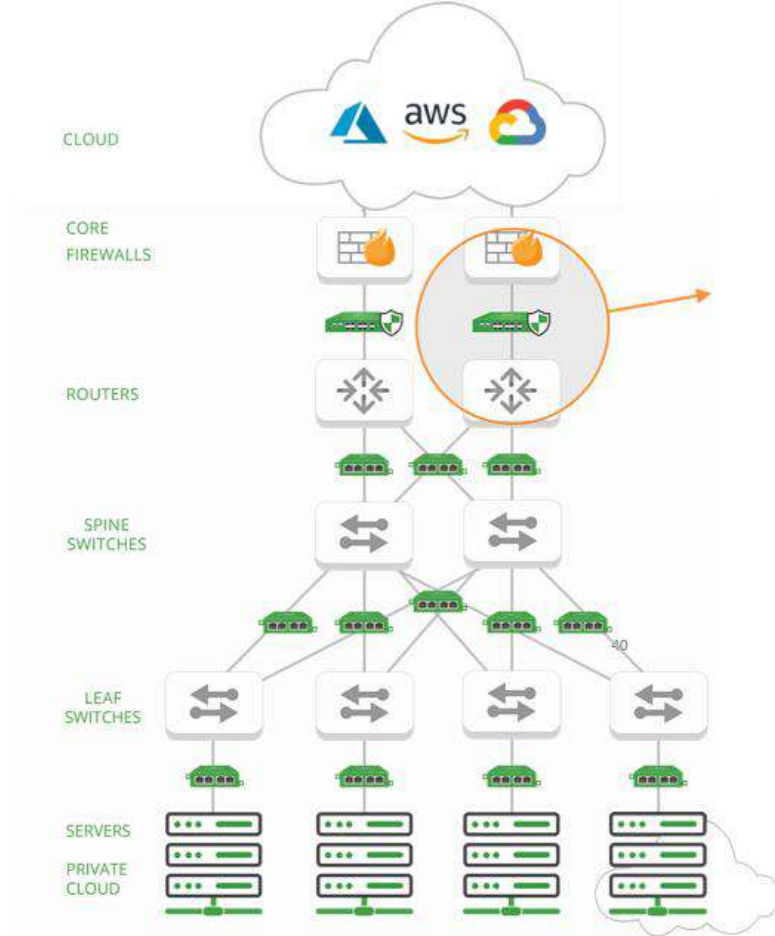 aws
CLOUD
CORE
FIREWALLS
ROUTERS
SPINE
SWITCHES
40
LEAF
SWITCHES
SERVERS
PRIVATE
CLOUD